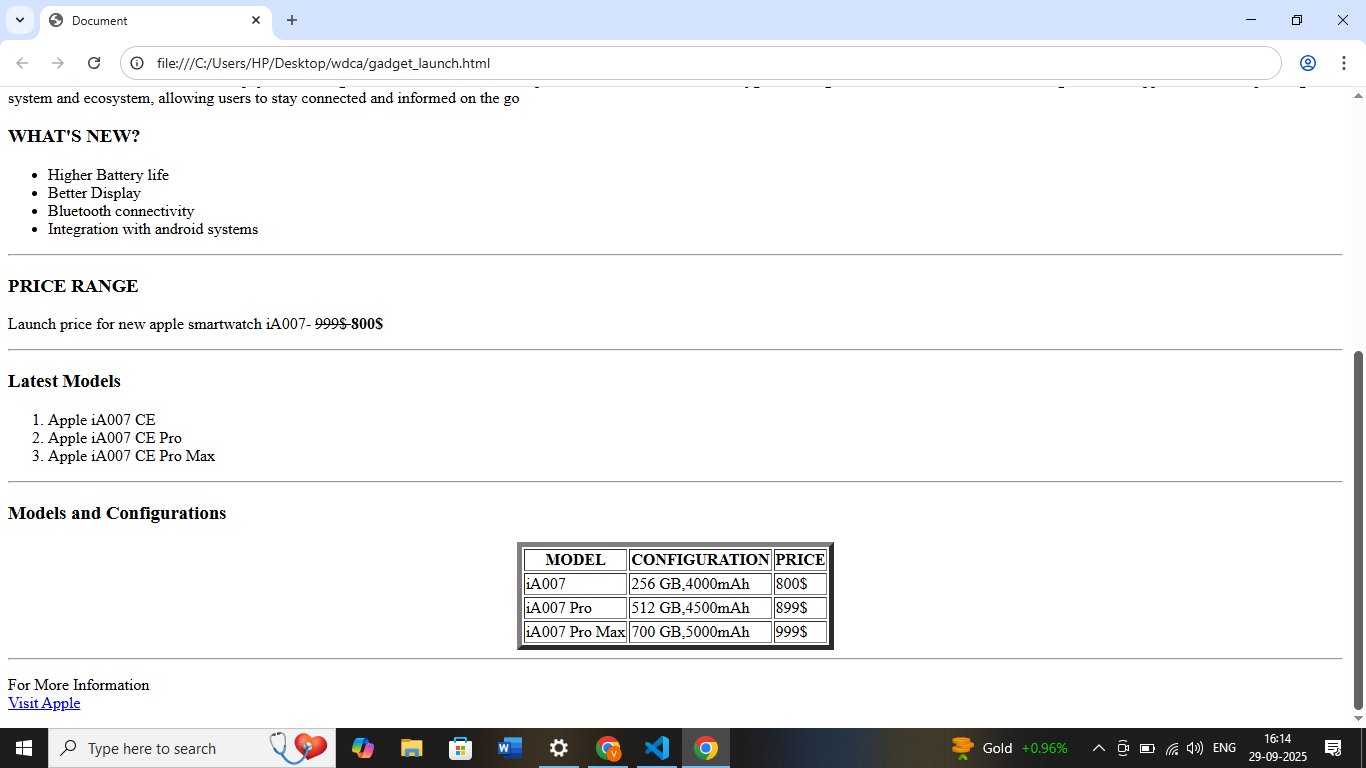 Document
file:///C:/Users/HP/Desktop/wdca/gadget_launch.html
system and ecosystem, allowing users to stay connected and informed on the go
WHAT'S NEW?
Higher Battery life
Better Display
Bluetooth connectivity
Integration with android systems
PRICE RANGE
Launch price for new apple smartwatch iA007- 999$ 800$
Latest Models
1. Apple iA007 CE
2. Apple iA007 CE Pro
3. Apple iA007 CE Pro Max
Models and Configurations
MODEL CONFIGURATION PRICE
iA007 256 GB,4000mAh 800$
iA007 Pro 512 GB,4500mAh 899$
iA007 Pro Max 700 GB,5000mAh 999$
For More Information
Visit Apple
Type here to search
Gold +0.96%
ENG
16:14
29-09-2025